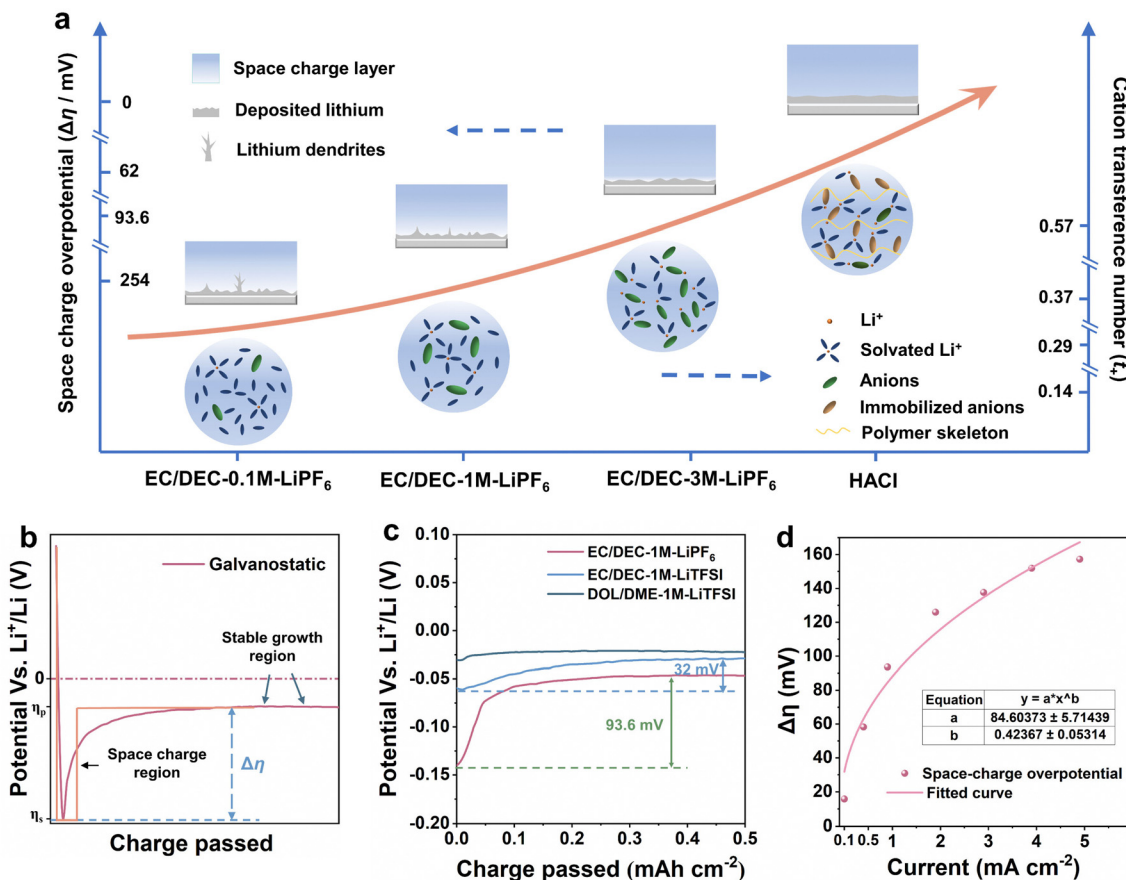 a
Space charge overpotential (Δη / mV)
0
62
93.6
254
Space charge layer
Deposited lithium
Lithium dendrites
Cation transference number (t₊)
0.57
0.37
0.29
0.14
Li⁺
Solvated Li⁺
Anions
Immobilized anions
Polymer skeleton
EC/DEC-0.1M-LiPF₆
EC/DEC-1M-LiPF₆
EC/DEC-3M-LiPF₆
HACI
b
Potential Vs. Li⁺/Li (V)
Galvanostatic
Stable growth
region
0
ηₚ
Space charge
region
Δη
ηₛ
Charge passed
c
Potential Vs. Li⁺/Li (V)
0.10
0.05
0.00
-0.05
-0.10
-0.15
-0.20
EC/DEC-1M-LiPF₆
EC/DEC-1M-LiTFSI
DOL/DME-1M-LiTFSI
32 mV
93.6 mV
0.0 0.1 0.2 0.3 0.4 0.5
Charge passed (mAh cm⁻²)
d
Δη (mV)
160
140
120
100
80
60
40
20
0
Equation y = a*x^b
a 84.60373 ± 5.71439
b 0.42367 ± 0.05314
Space-charge overpotential
Fitted curve
0.1 0.5 1 2 3 4 5
Current (mA cm⁻²)